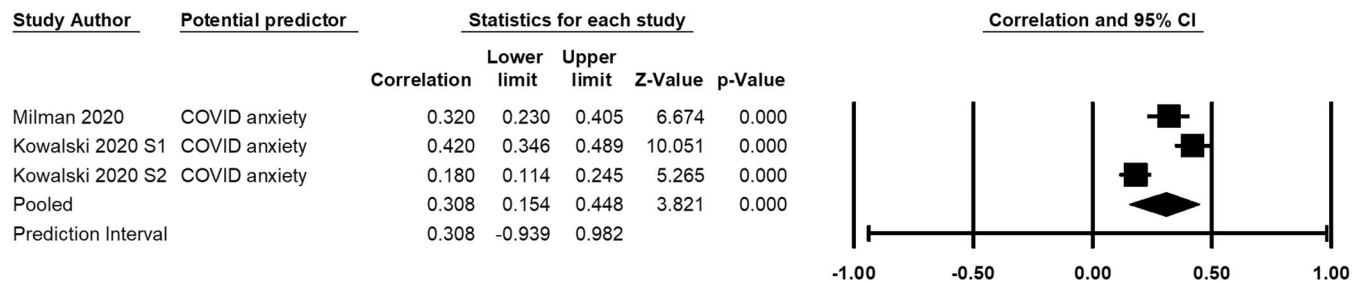 Study Author Potential predictor Statistics for each study Correlation and 95% CI
Lower Upper
Correlation limit limit Z-Value p-Value
Milman 2020 COVID anxiety 0.320 0.230 0.405 6.674 0.000
Kowalski 2020 S1 COVID anxiety 0.420 0.346 0.489 10.051 0.000
Kowalski 2020 S2 COVID anxiety 0.180 0.114 0.245 5.265 0.000
Pooled 0.308 0.154 0.448 3.821 0.000
Prediction Interval 0.308 -0.939 0.982
-1.00 -0.50 0.00 0.50 1.00